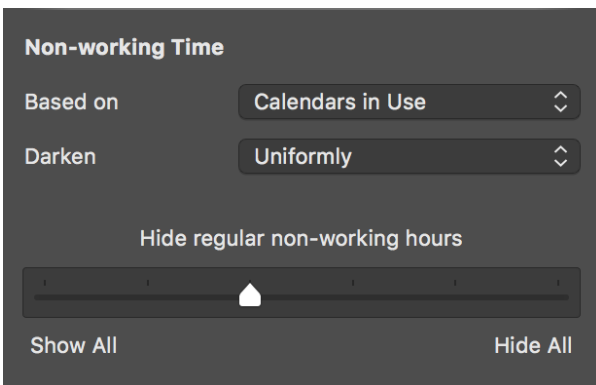 Non-working Time
Based on Calendars in Use
Darken Uniformly
Hide regular non-working hours
Show All Hide All